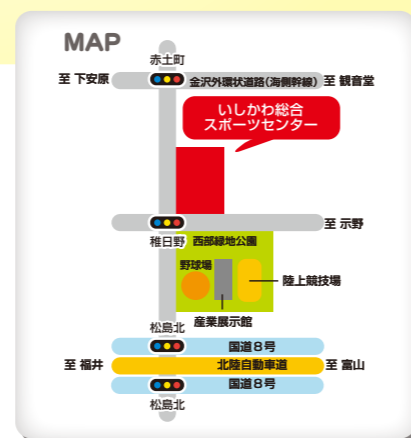 MAP
赤土町
至 下安原
金沢外環状道路(海側幹線)
至 観音堂
いしかわ総合
スポーツセンター
至 示野
稚日野
西部緑地公園
野球場
陸上競技場
産業展示館
松島北
国道8号
至 福井
北陸自動車道
至 富山
国道8号
松島北